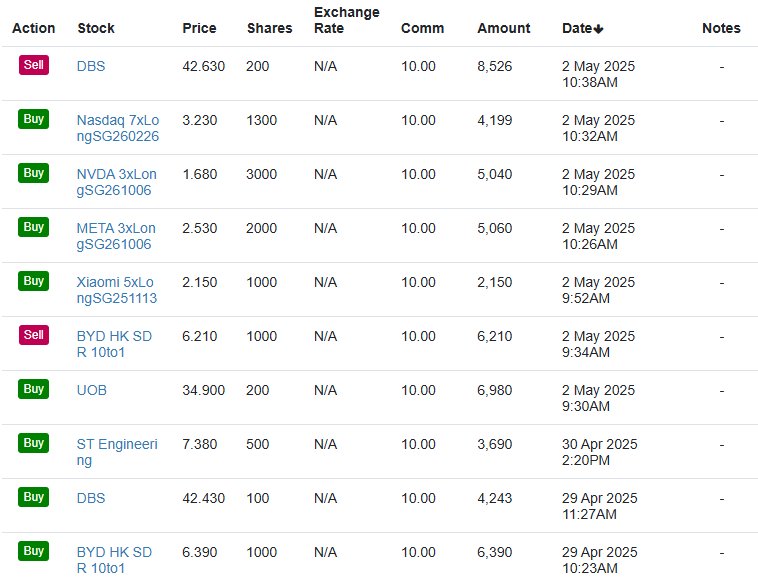 Action Stock Price Shares Exchange Rate Comm Amount Date Notes
Sell DBS 42.630 200 N/A 10.00 8,526 2 May 2025 10:38AM -
Buy Nasdaq 7xLongSG260226 3.230 1300 N/A 10.00 4,199 2 May 2025 10:32AM -
Buy NVDA 3xLongSG261006 1.680 3000 N/A 10.00 5,040 2 May 2025 10:29AM -
Buy META 3xLongSG261006 2.530 2000 N/A 10.00 5,060 2 May 2025 10:26AM -
Buy Xiaomi 5xLongSG251113 2.150 1000 N/A 10.00 2,150 2 May 2025 9:52AM -
Sell BYD HK SDR 10to1 6.210 1000 N/A 10.00 6,210 2 May 2025 9:34AM -
Buy UOB 34.900 200 N/A 10.00 6,980 2 May 2025 9:30AM -
Buy ST Engineering 7.380 500 N/A 10.00 3,690 30 Apr 2025 2:20PM -
Buy DBS 42.430 100 N/A 10.00 4,243 29 Apr 2025 11:27AM -
Buy BYD HK SDR 10to1 6.390 1000 N/A 10.00 6,390 29 Apr 2025 10:23AM -